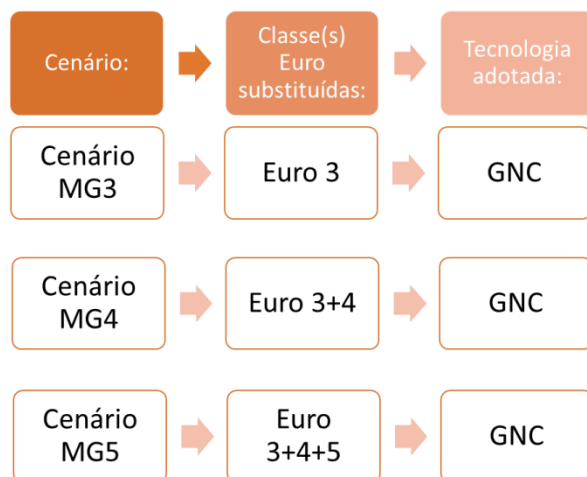 Cenário:
Classe(s)
Euro
substituídas:
Tecnologia
adotada:
Cenário
MG3
Euro 3
GNC
Cenário
MG4
Euro 3+4
GNC
Cenário
MG5
Euro
3+4+5
GNC